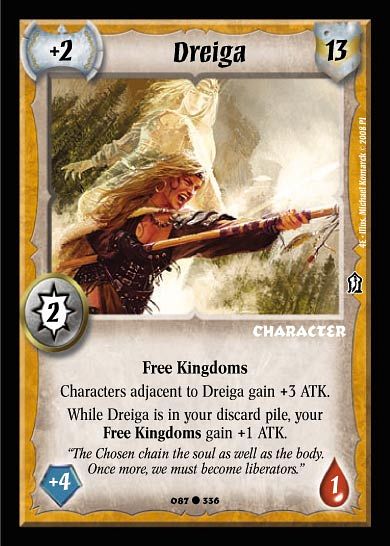 +2
Dreiga
13
4E • Illus. Michael Komarck © 2008 PI
2
CHARACTER
Free Kingdoms
Characters adjacent to Dreiga gain +3 ATK.
While Dreiga is in your discard pile, your
Free Kingdoms gain +1 ATK.
“The Chosen chain the soul as well as the body.
Once more, we must become liberators.”
+4
087 ● 336
1